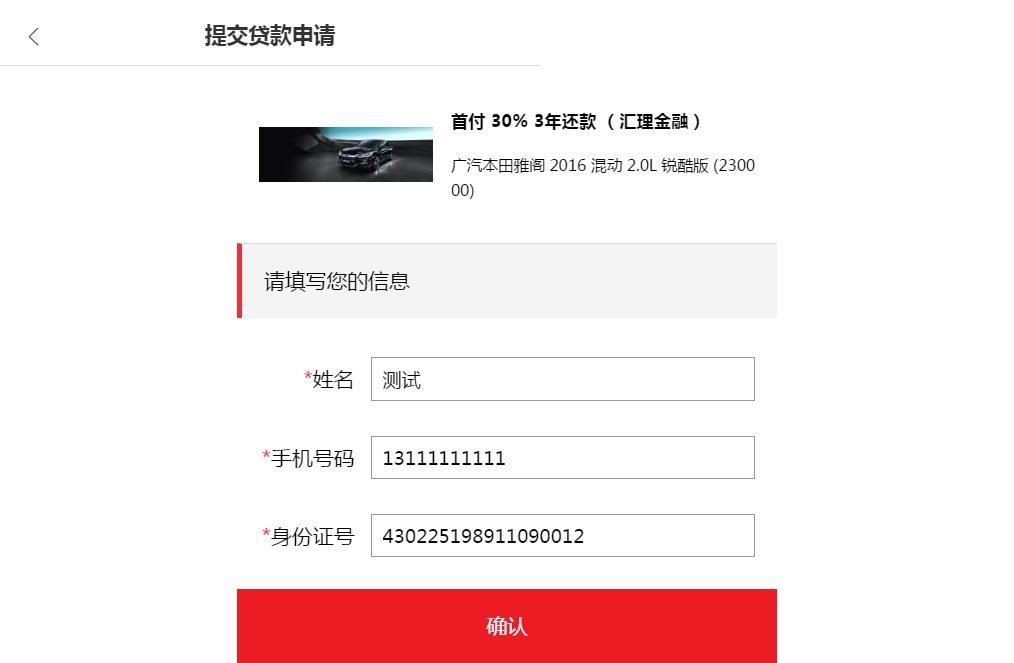 提交贷款申请
首付 30% 3年还款 （ 汇理金融 ）
广汽本田雅阁 2016 混动 2.0L 锐酷版 (2300
00)
请填写您的信息
*姓名 测试
*手机号码 13111111111
*身份证号 430225198911090012
确认